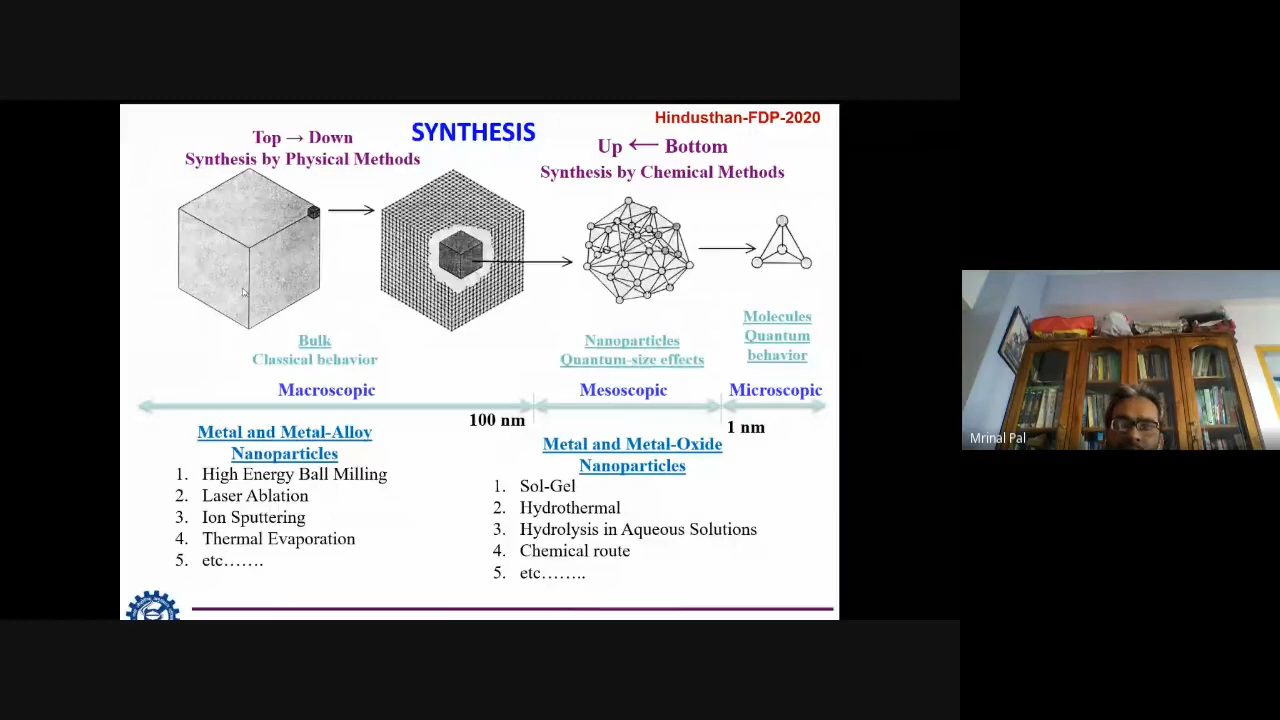 Hindusthan-FDP-2020
SYNTHESIS
Top → Down
Synthesis by Physical Methods
Up ← Bottom
Synthesis by Chemical Methods
Bulk
Classical behavior
Nanoparticles
Quantum-size effects
Molecules
Quantum
behavior
Macroscopic
Mesoscopic
Microscopic
100 nm
1 nm
Metal and Metal-Alloy
Nanoparticles
1. High Energy Ball Milling
2. Laser Ablation
3. Ion Sputtering
4. Thermal Evaporation
5. etc…….
Metal and Metal-Oxide
Nanoparticles
1. Sol-Gel
2. Hydrothermal
3. Hydrolysis in Aqueous Solutions
4. Chemical route
5. etc……..
Mrinal Pal